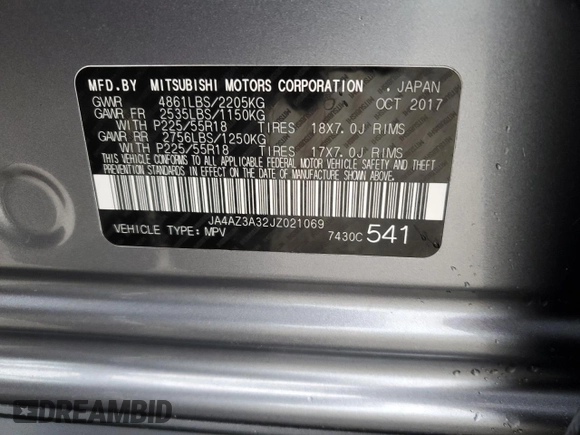 MFD.BY MITSUBISHI MOTORS CORPORATION . JAPAN
GVWR 4861LBS/2205KG OCT 2017
GAWR FR 2535LBS/1150KG
WITH P225/55R18 TIRES 18X7.0J RIMS
GAWR RR 2756LBS/1250KG
WITH P225/55R18 TIRES 17X7.0J RIMS
THIS VEHICLE CONFORMS TO ALL APPLICABLE FEDERAL MOTOR VEHICLE SAFETY AND THEFT
PREVENTION STANDARDS IN EFFECT ON THE DATE OF MANUFACTURE SHOWN ABOVE.
JA4AZ3A32JZ021069
VEHICLE TYPE: MPV 7430C 541
DREAMBID